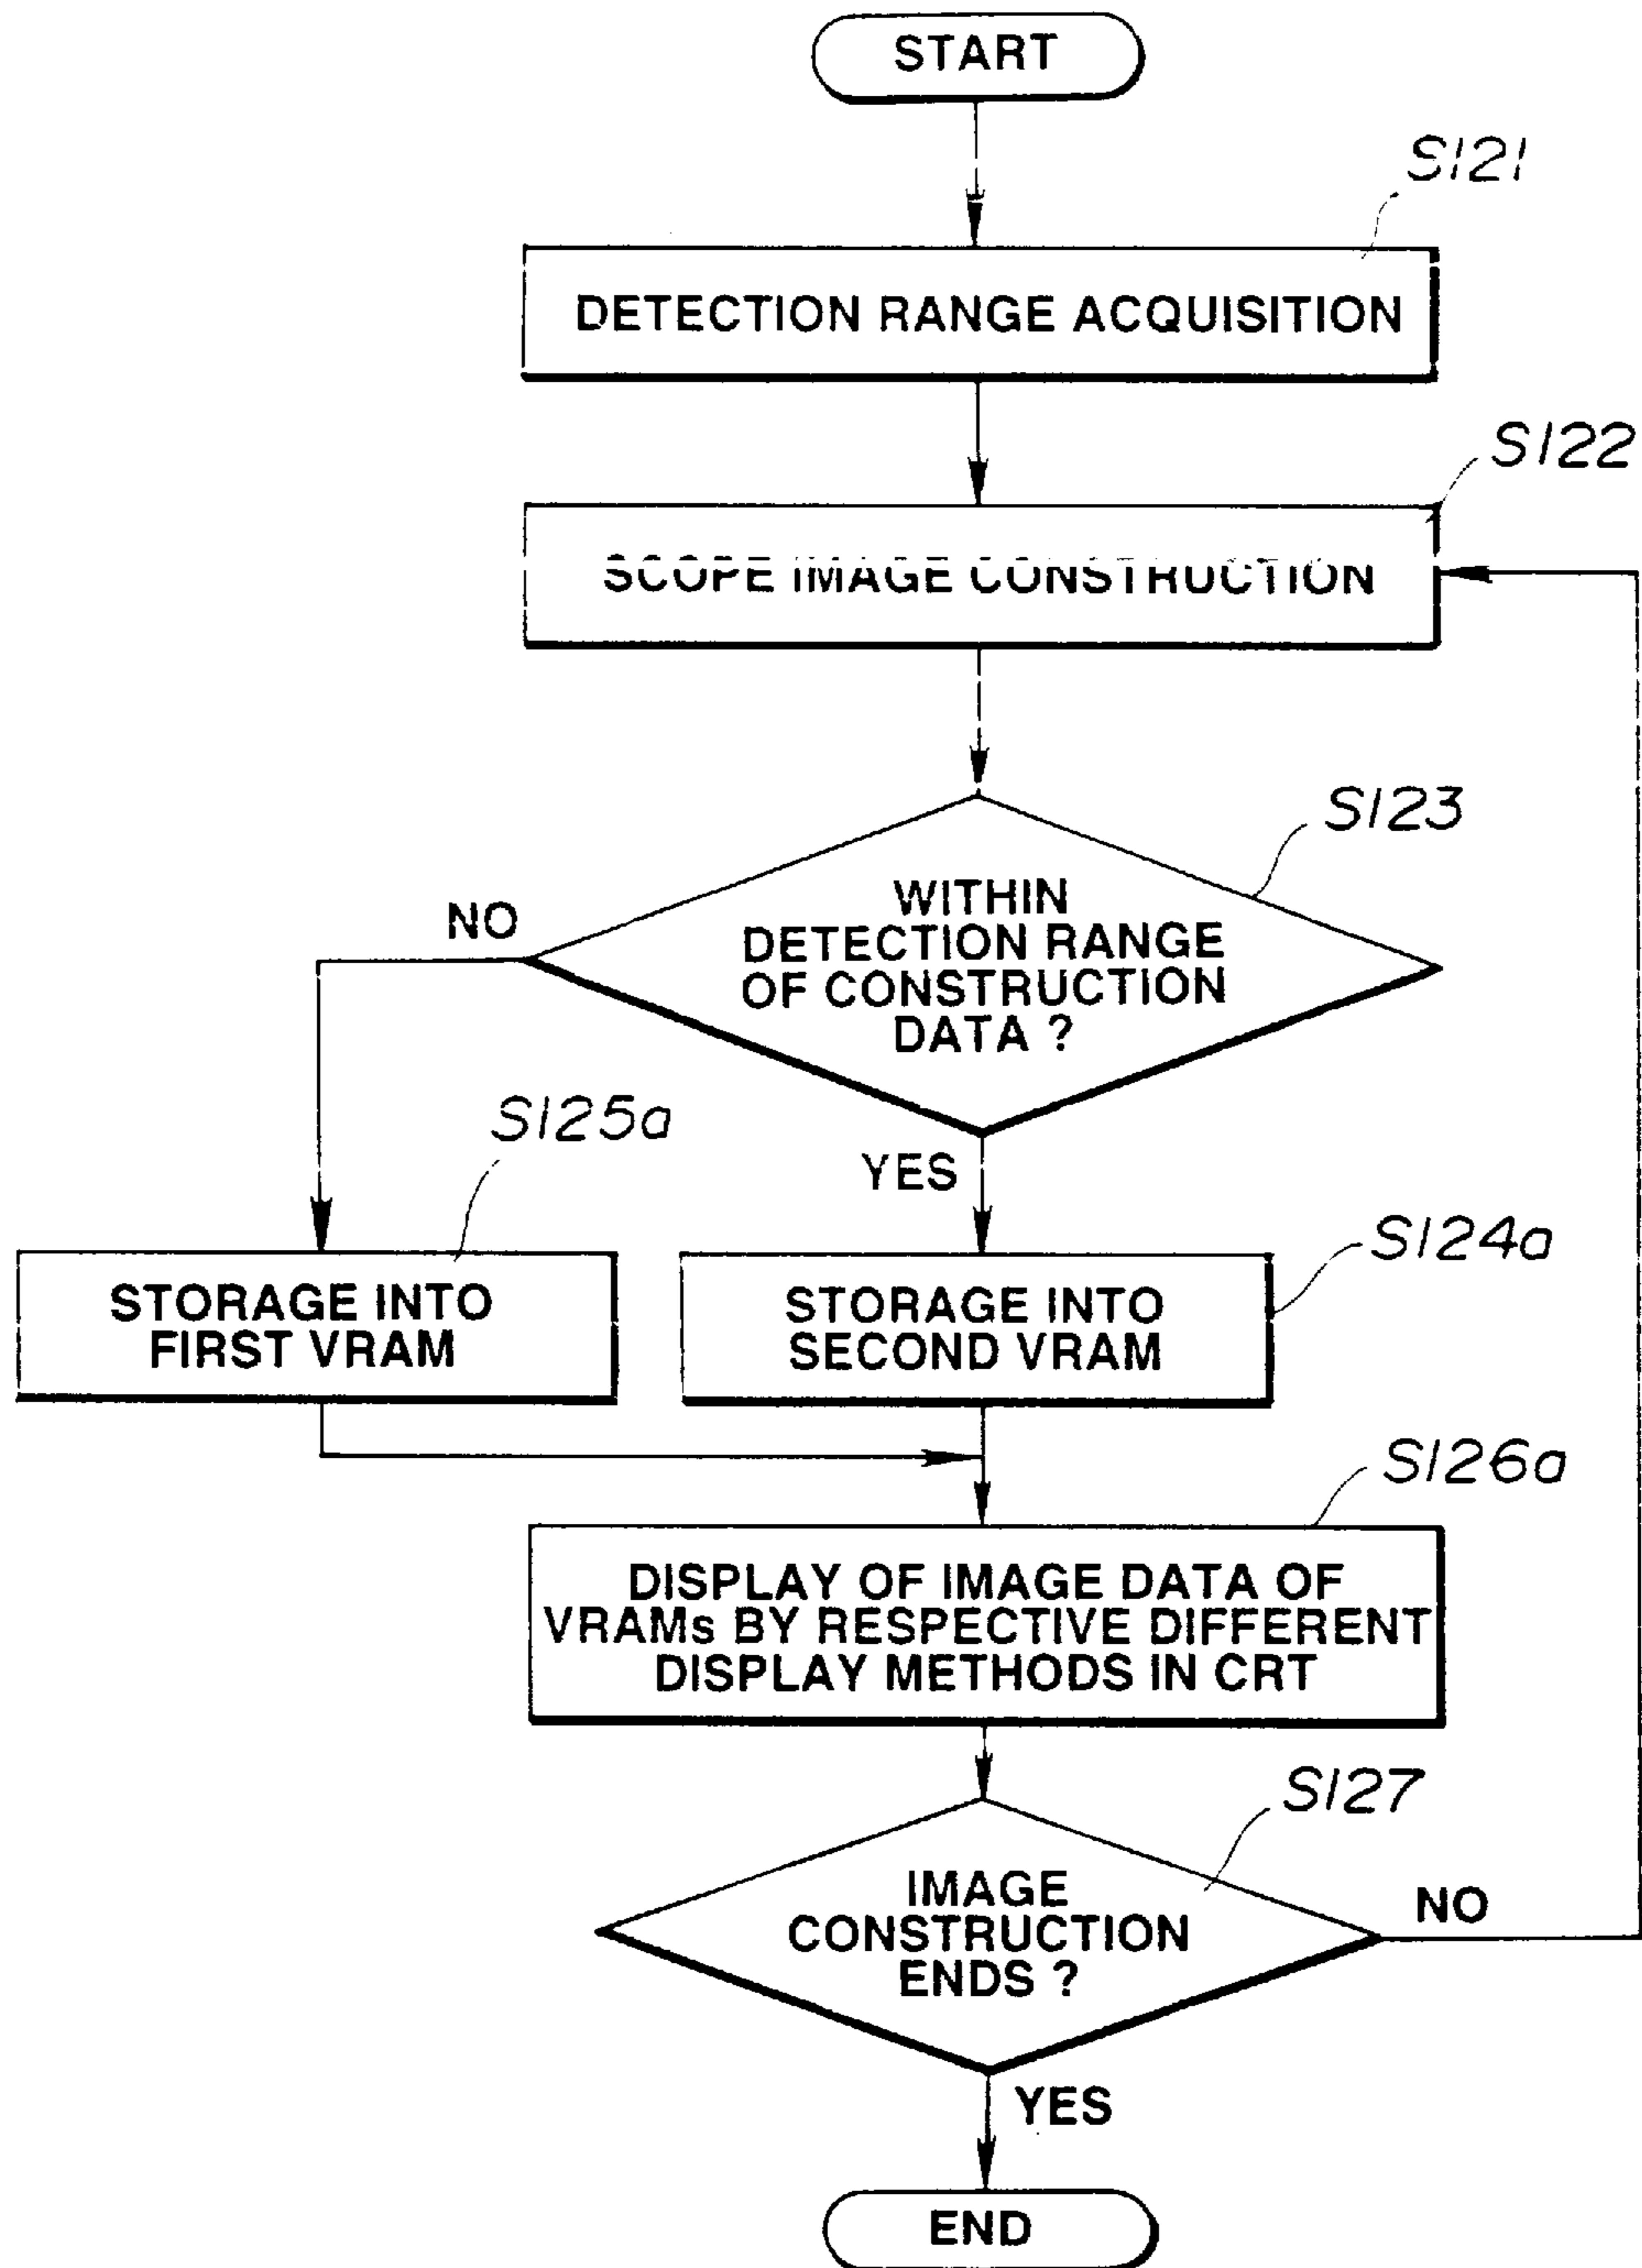 START
S121
DETECTION RANGE ACQUISITION
S122
SCOPE IMAGE CONSTRUCTION
S123
WITHIN
DETECTION RANGE
OF CONSTRUCTION
DATA ?
NO
YES
S125a
STORAGE INTO
FIRST VRAM
S124a
STORAGE INTO
SECOND VRAM
S126a
DISPLAY OF IMAGE DATA OF
VRAMs BY RESPECTIVE DIFFERENT
DISPLAY METHODS IN CRT
S127
IMAGE
CONSTRUCTION
ENDS ?
NO
YES
END